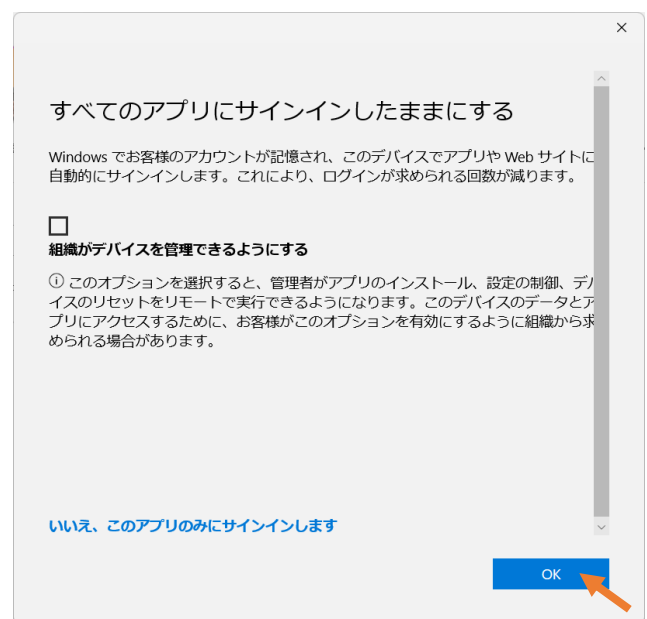 すべてのアプリにサインインしたままにする
Windows でお客様のアカウントが記憶され、このデバイスでアプリや Web サイトに
自動的にサインインします。これにより、ログインが求められる回数が減ります。
組織がデバイスを管理できるようにする
ⓘ このオプションを選択すると、管理者がアプリのインストール、設定の制御、デバ
イスのリセットをリモートで実行できるようになります。このデバイスのデータとア
プリにアクセスするために、お客様がこのオプションを有効にするように組織から求
められる場合があります。
いいえ、このアプリのみにサインインします
OK